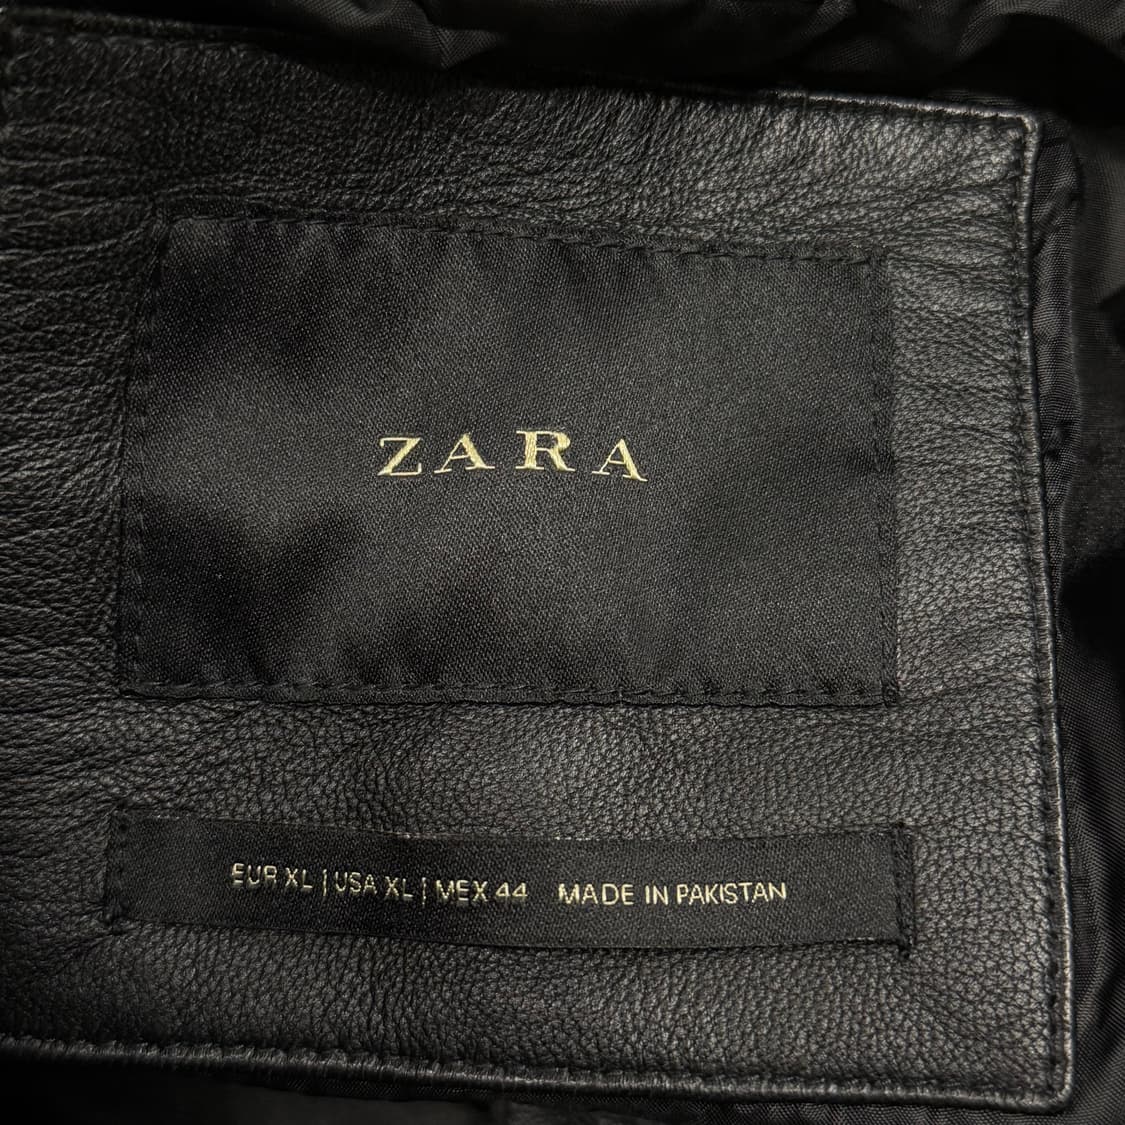 ZARA
EUR XL | USA XL | MEX 44 MADE IN PAKISTAN